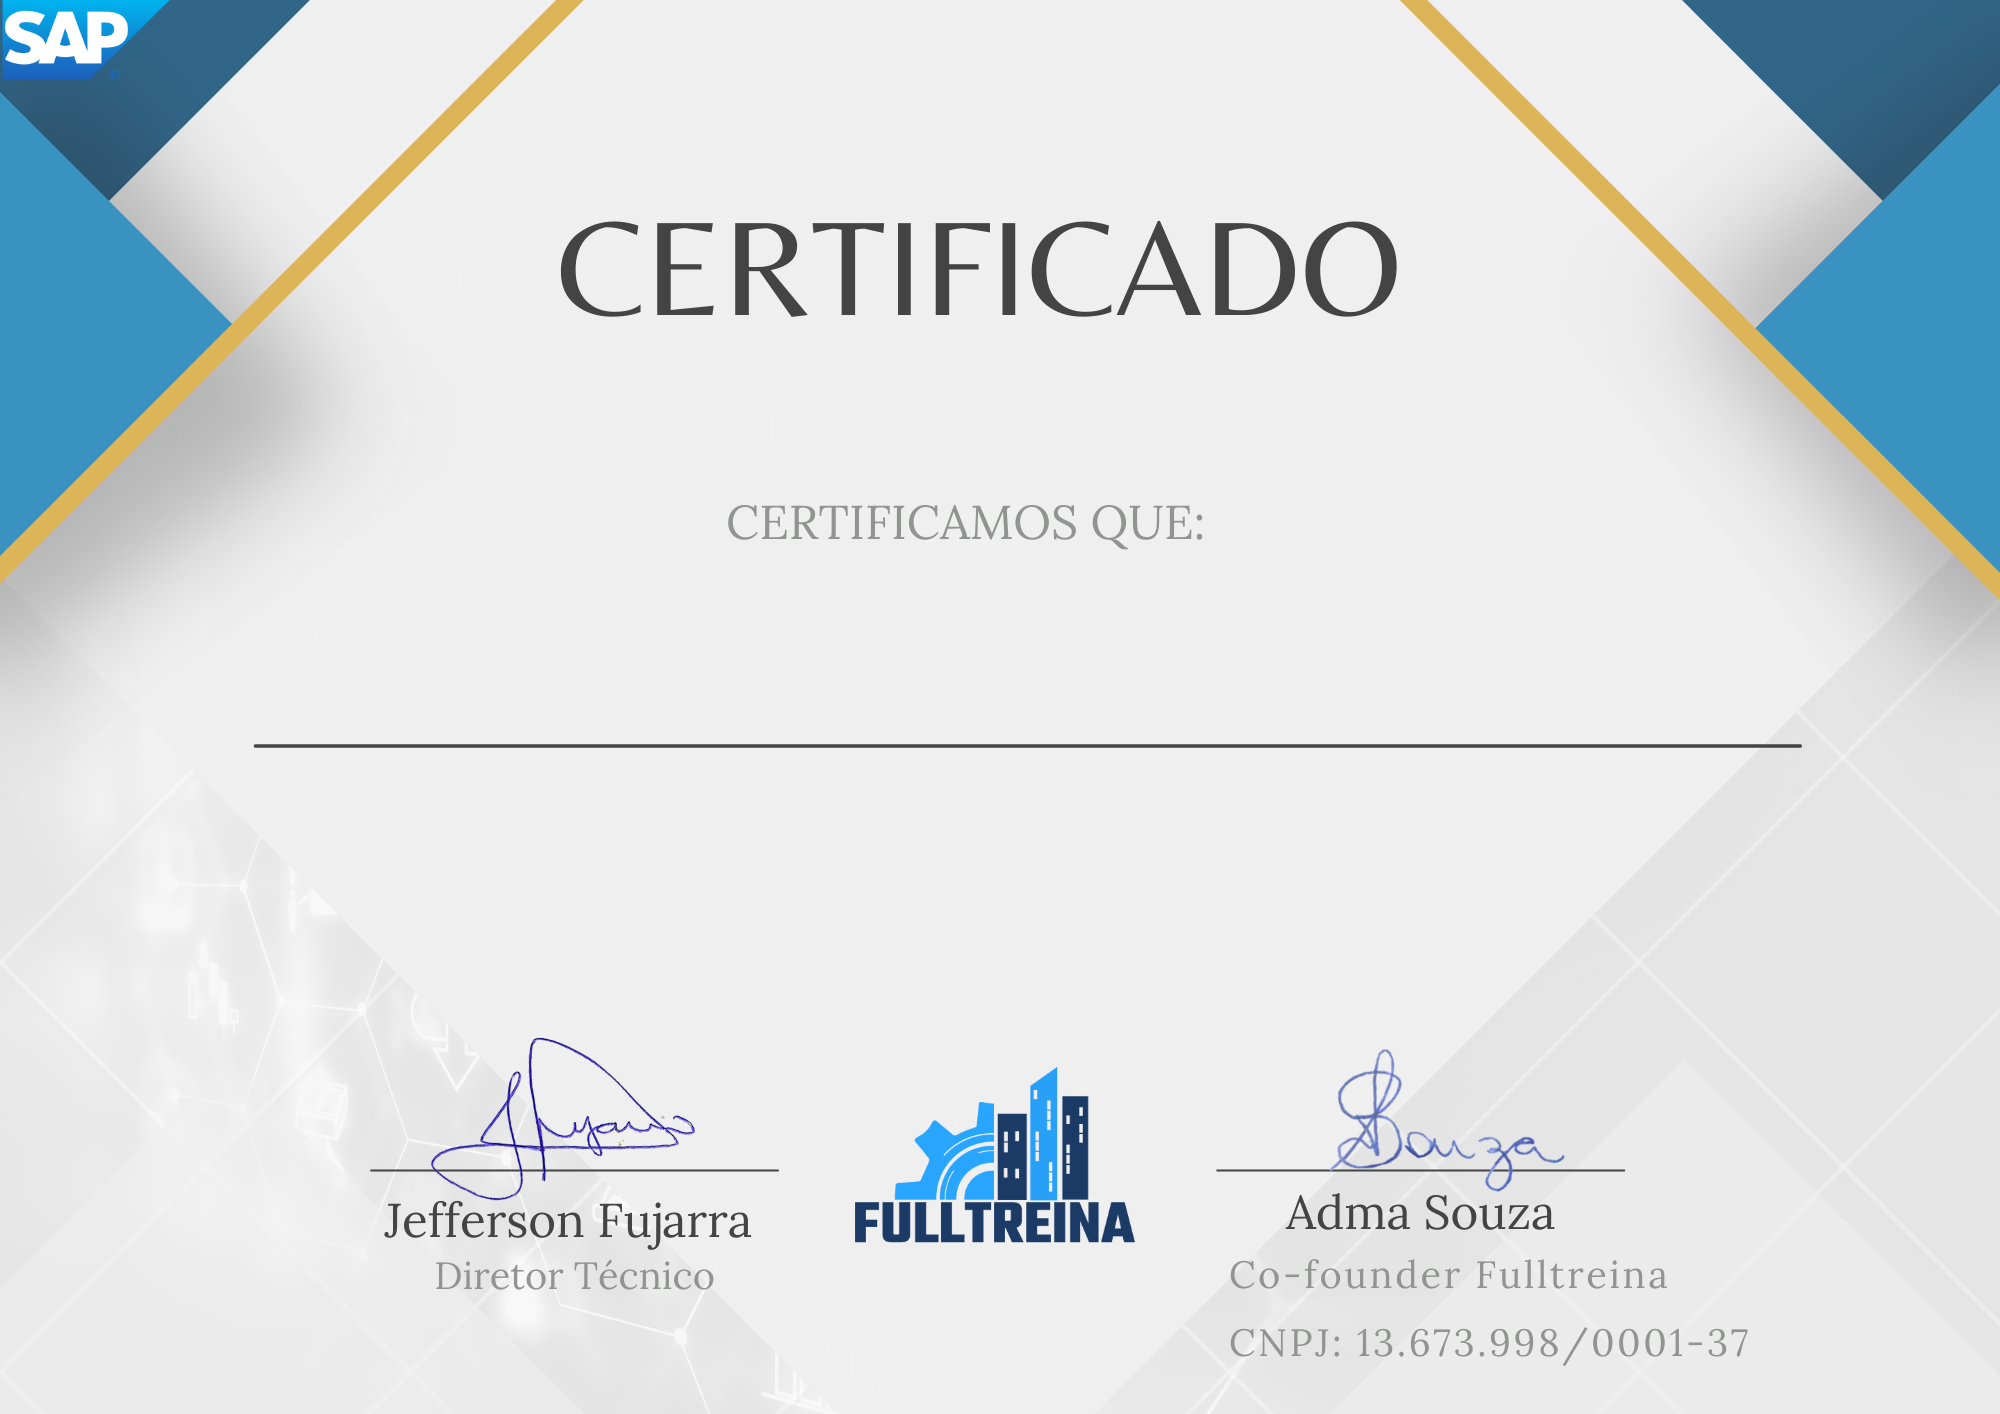 SAP
®
CERTIFICADO
CERTIFICAMOS QUE:
Canva
Souza
FULLTREINA
Jefferson Fujarra
Diretor Técnico
Adma Souza
Co-founder Fulltreina
CNPJ: 13.673.998/0001-37